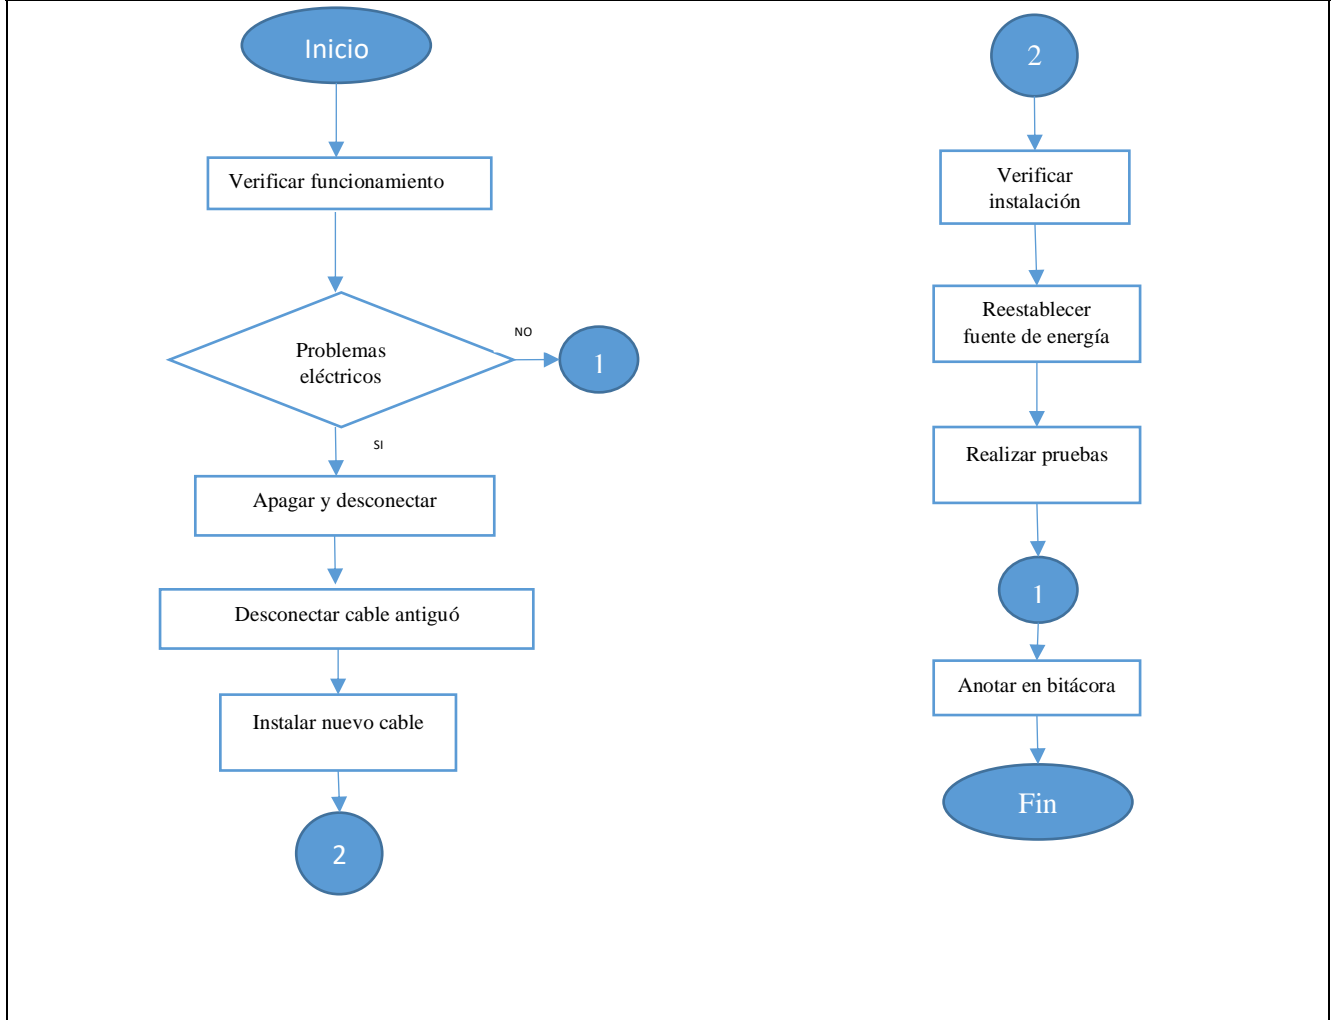 Inicio
Verificar funcionamiento
Problemas
eléctricos
NO
1
SI
Apagar y desconectar
Desconectar cable antiguó
Instalar nuevo cable
2
2
Verificar
instalación
Reestablecer
fuente de energía
Realizar pruebas
1
Anotar en bitácora
Fin